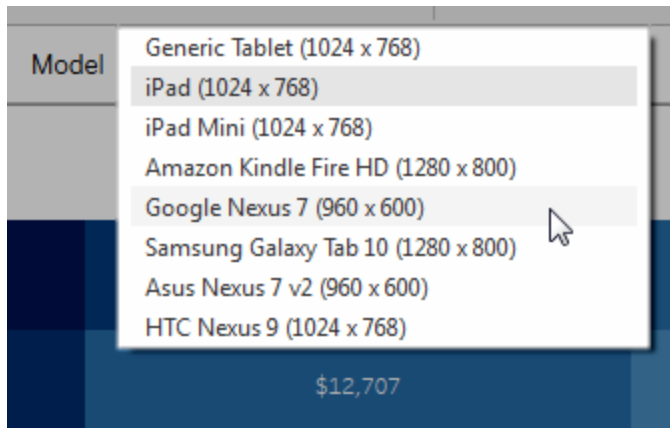 Model
Generic Tablet (1024 x 768)
iPad (1024 x 768)
iPad Mini (1024 x 768)
Amazon Kindle Fire HD (1280 x 800)
Google Nexus 7 (960 x 600)
Samsung Galaxy Tab 10 (1280 x 800)
Asus Nexus 7 v2 (960 x 600)
HTC Nexus 9 (1024 x 768)
$12,707